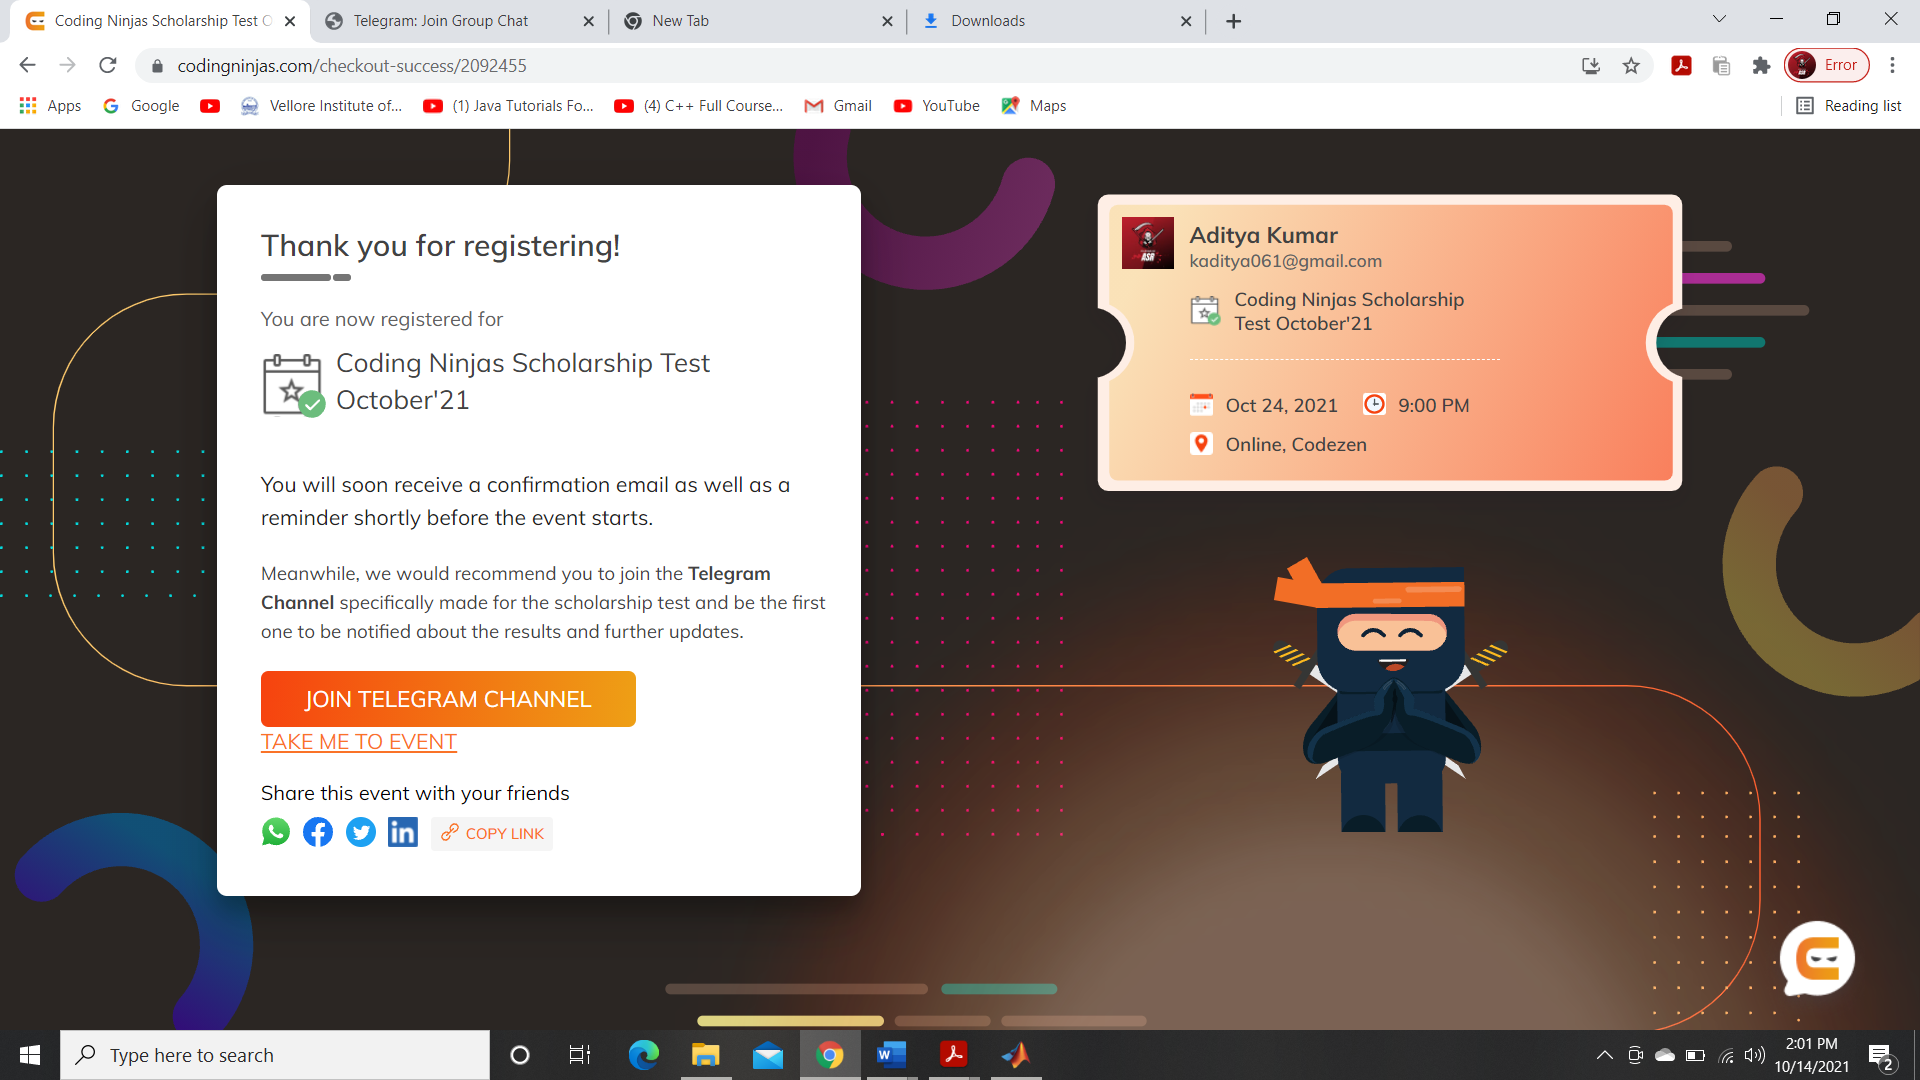 Coding Ninjas Scholarship Test O
Telegram: Join Group Chat
New Tab
Downloads
codingninjas.com/checkout-success/2092455
Error
Apps
Google
Vellore Institute of...
(1) Java Tutorials Fo...
(4) C++ Full Course...
Gmail
YouTube
Maps
Reading list
Thank you for registering!
You are now registered for
Coding Ninjas Scholarship Test
October'21
You will soon receive a confirmation email as well as a
reminder shortly before the event starts.
Meanwhile, we would recommend you to join the Telegram
Channel specifically made for the scholarship test and be the first
one to be notified about the results and further updates.
JOIN TELEGRAM CHANNEL
TAKE ME TO EVENT
Share this event with your friends
in
COPY LINK
ASR
Aditya Kumar
kaditya061@gmail.com
Coding Ninjas Scholarship
Test October'21
Oct 24, 2021
9:00 PM
Online, Codezen
Type here to search
2:01 PM
10/14/2021
2